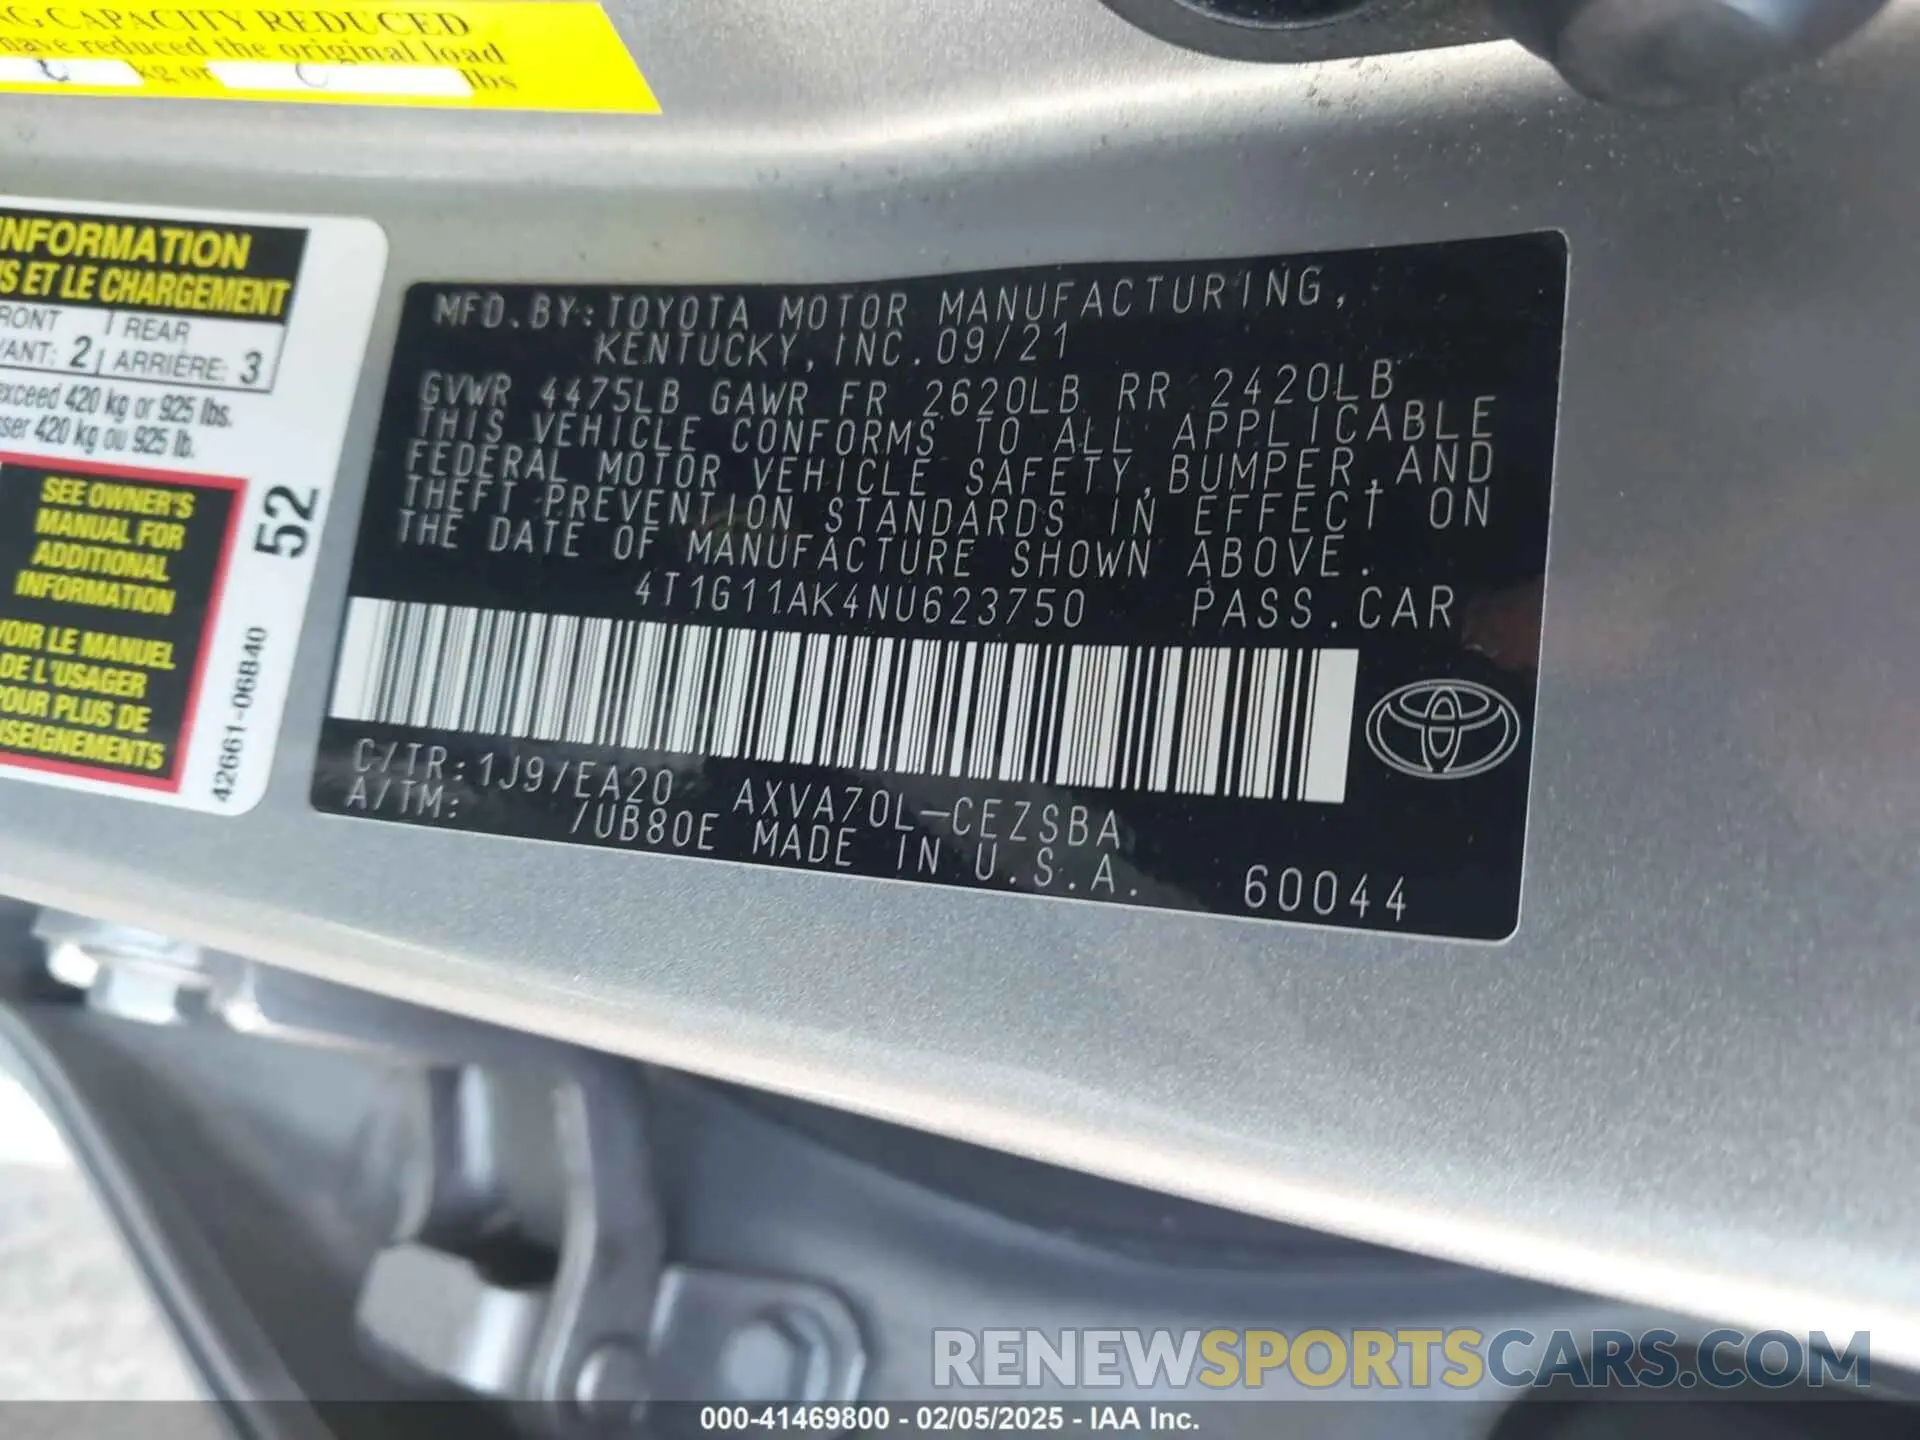 CAPACITY REDUCED
have reduced the original load
kg or lbs
INFORMATION
ET LE CHARGEMENT
REAR
2 ARRIÈRE: 3
exceed 420 kg or 925 lbs.
420 kg ou 925 lb.
SEE OWNER'S
MANUAL FOR
ADDITIONAL
INFORMATION
VOIR LE MANUEL
DE L'USAGER
POUR PLUS DE
52
42661-06B40
MFD. BY: TOYOTA MOTOR MANUFACTURING,
KENTUCKY, INC. 09/21
GVWR 4475LB GAWR FR 2620LB RR 2420LB
THIS VEHICLE CONFORMS TO ALL APPLICABLE
FEDERAL MOTOR VEHICLE SAFETY, BUMPER, AND
THEFT PREVENTION STANDARDS IN EFFECT ON
THE DATE OF MANUFACTURE SHOWN ABOVE.
4T1G11AK4NU623750 PASS. CAR
C/TR: 1J9/EA20 AXVA70L-CEZSBA
A/TM: /UB80E MADE IN U.S.A. 60044
RENEWSPORTSCARS.COM
000-41469800 - 02/05/2025 - IAA Inc.